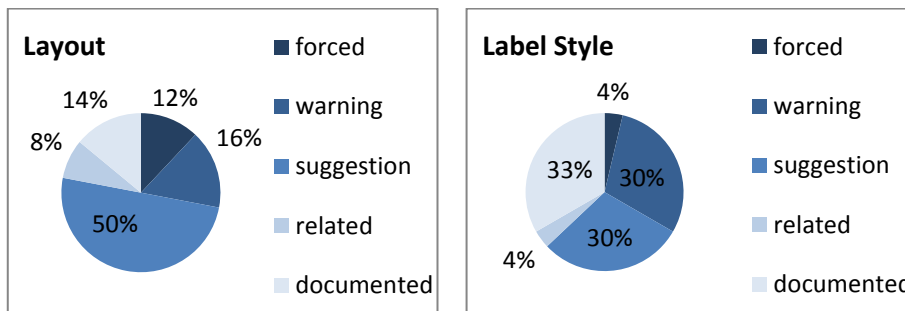 Layout
forced
warning
suggestion
related
documented
12%
16%
50%
8%
14%
Label Style
forced
warning
suggestion
related
documented
4%
30%
30%
4%
33%